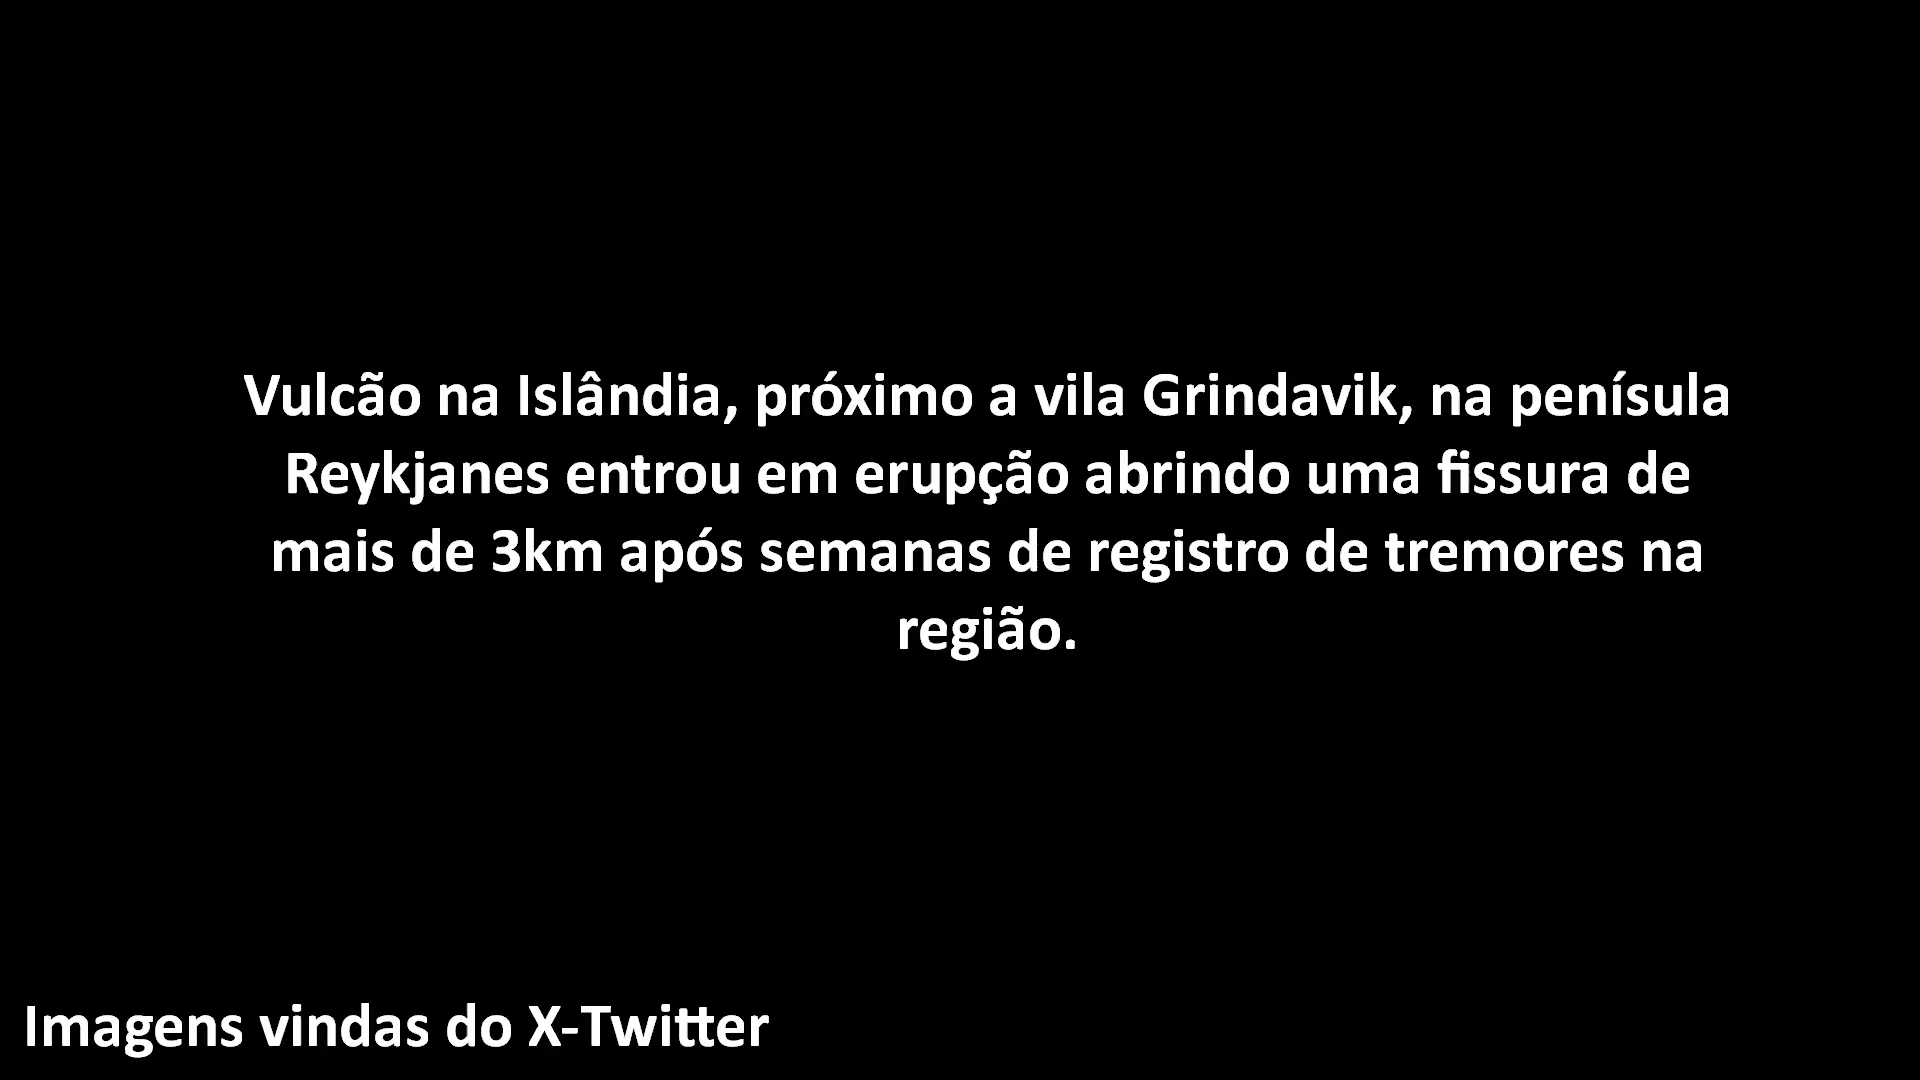 Vulcão na Islândia, próximo a vila Grindavik, na penísula
Reykjanes entrou em erupção abrindo uma fissura de
mais de 3km após semanas de registro de tremores na
região.
Imagens vindas do X-Twitter